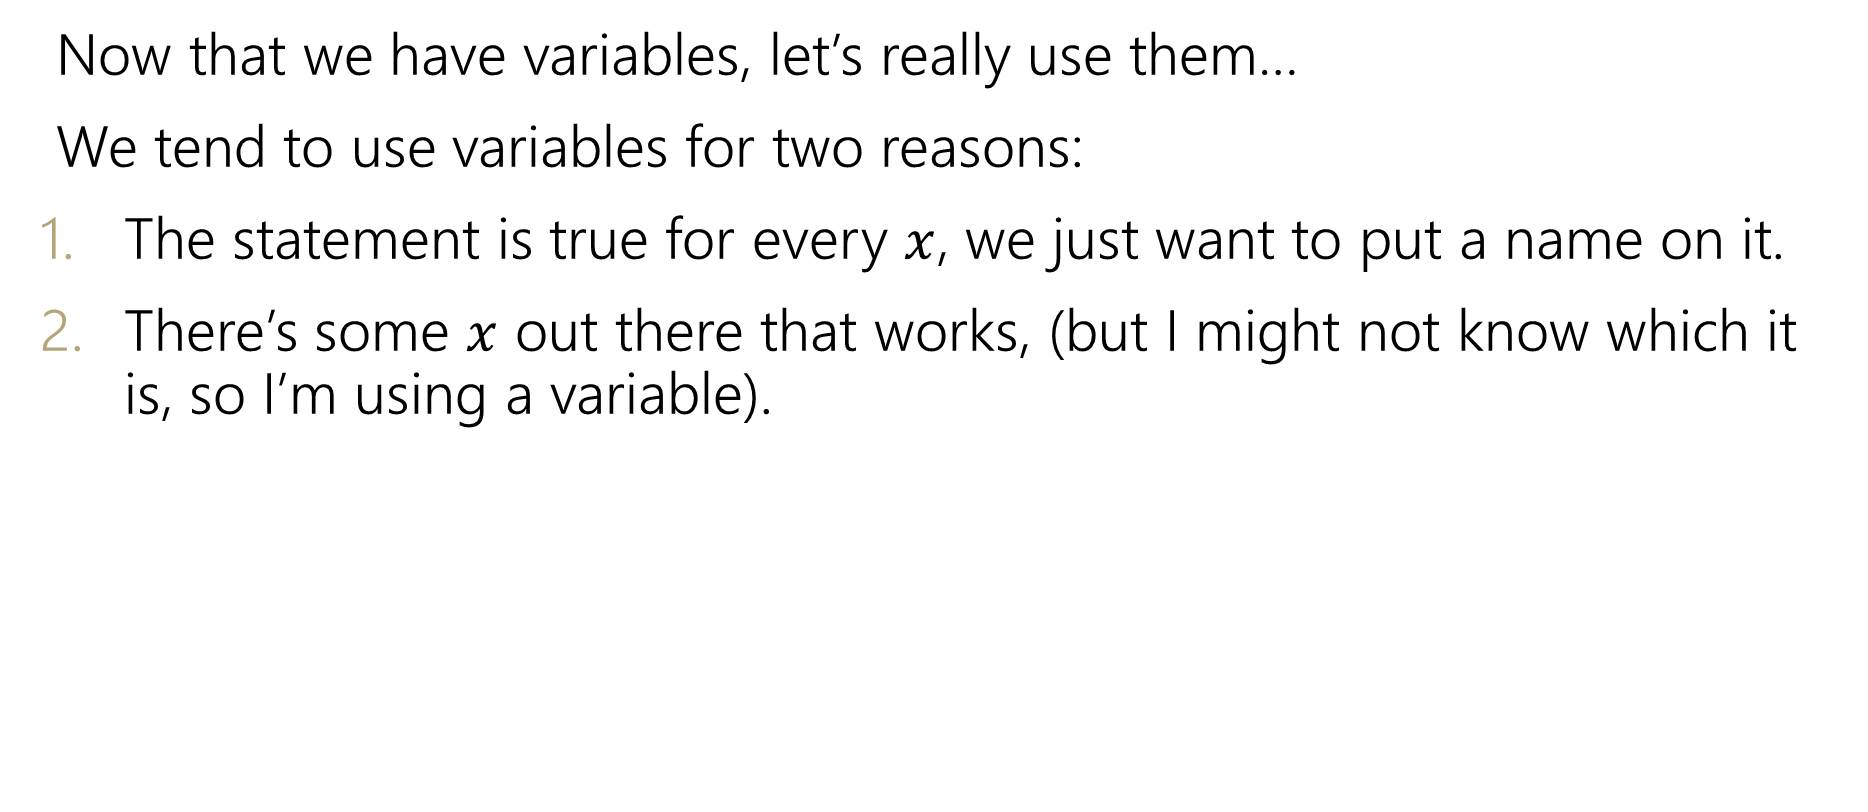 Now that we have variables, let’s really use them…
We tend to use variables for two reasons:
1. The statement is true for every 𝑥, we just want to put a name on it.
2. There’s some 𝑥 out there that works, (but I might not know which it
is, so I’m using a variable).